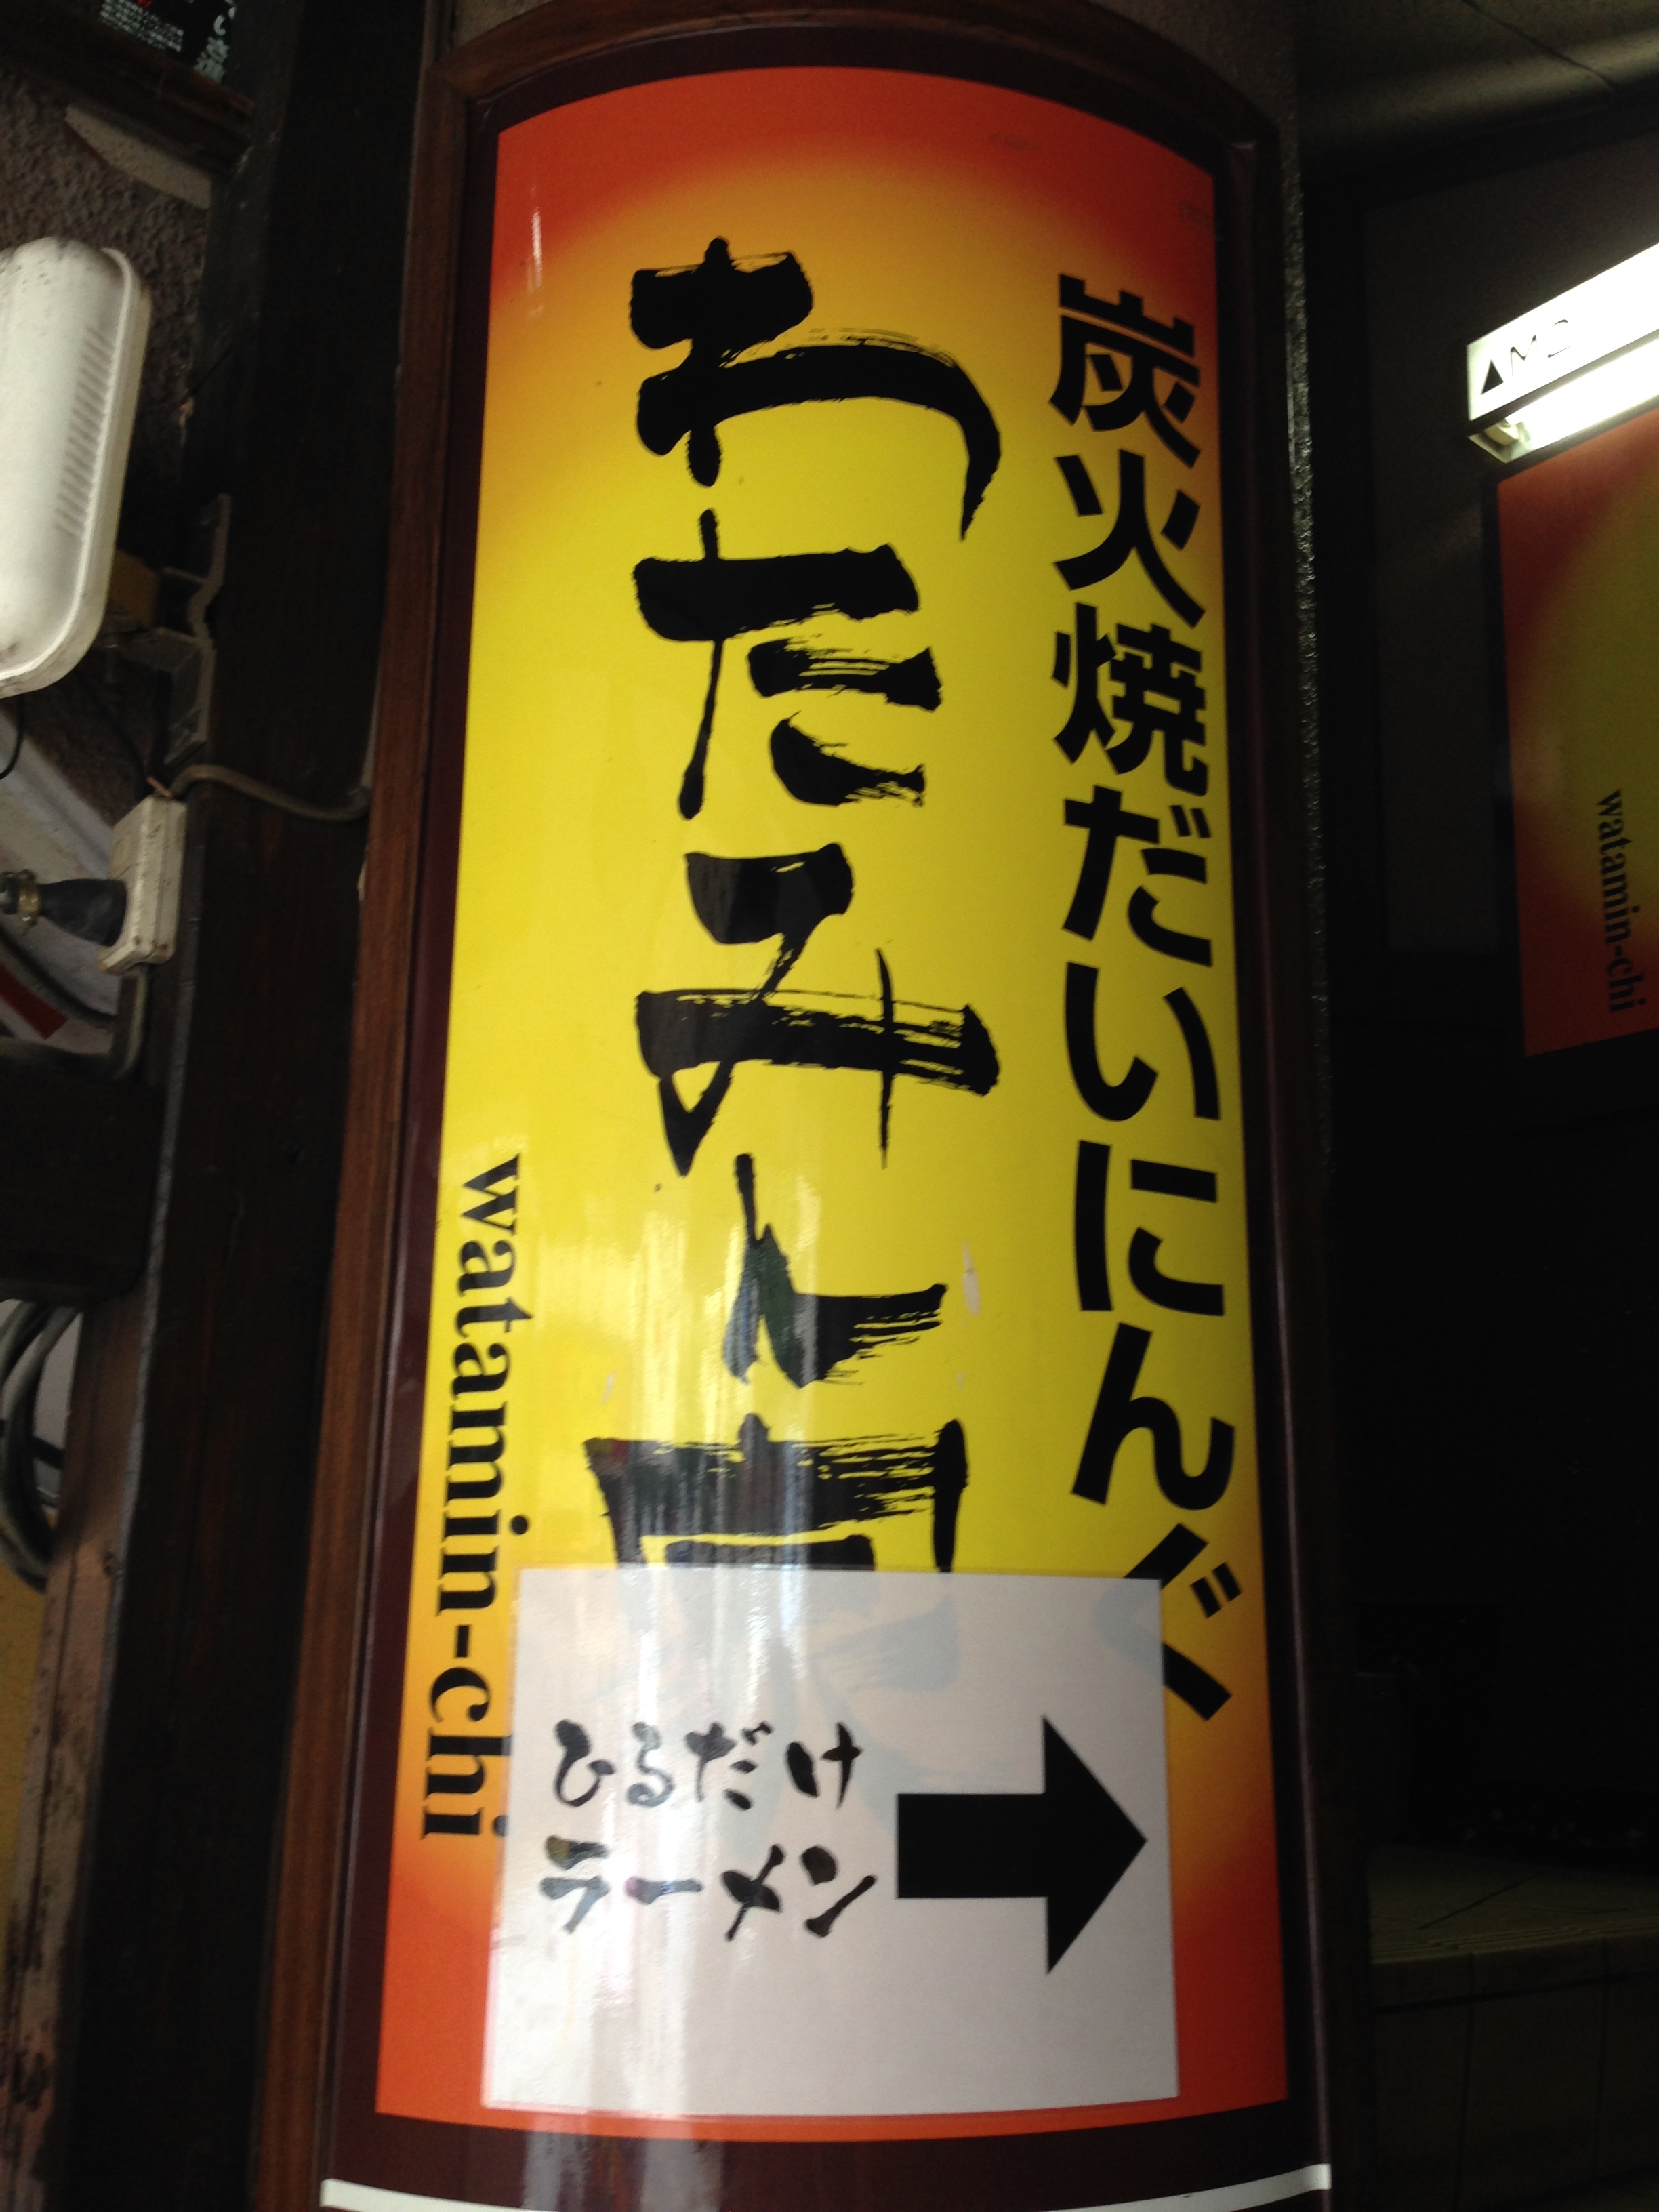 炭火焼だいにんぐ
わたみん
watamin-chi
ひるだけ
ラーメン
watamin-chi